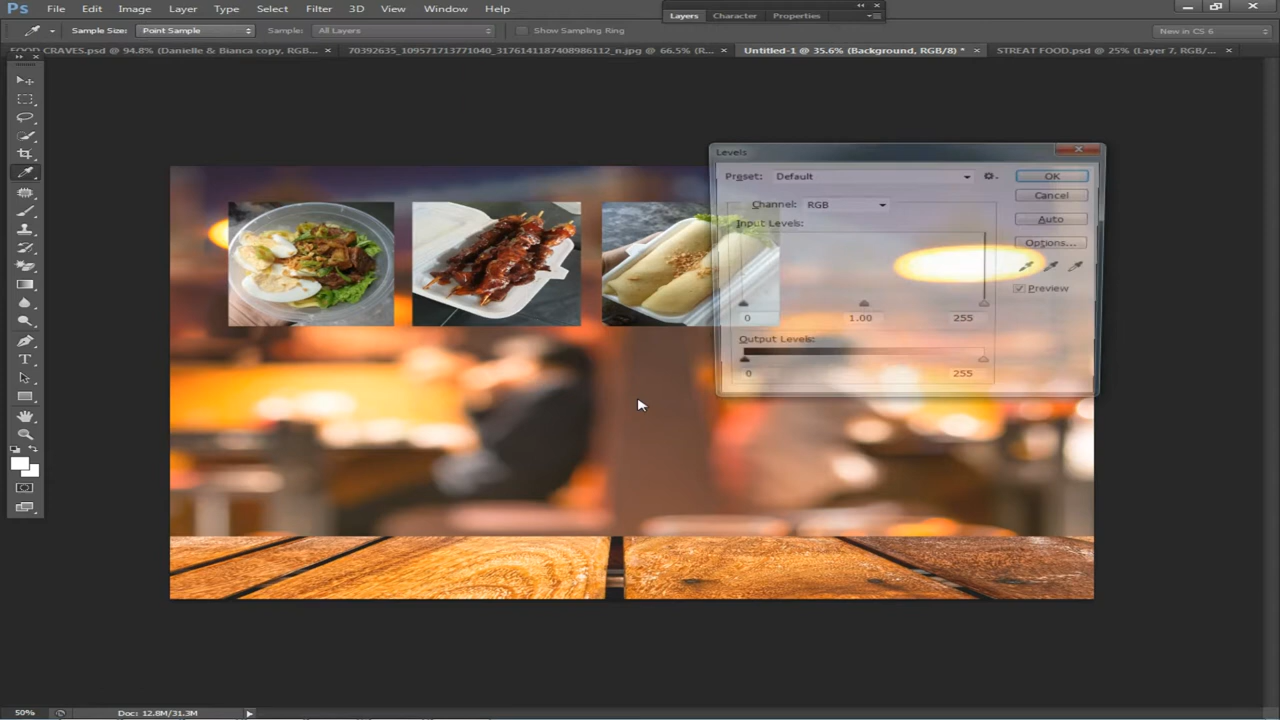 Ps File Edit Image Layer Type Select Filter 3D View Window Help
Layers Character Properties
Sample Size: Point Sample Sample: All Layers Show Sampling Ring New in CS 6
FOOD CRAVES.psd @ 94.8% (Danielle & Bianca copy, RGB... × 70392635_109571713771040_3176141187408986112_n.jpg @ 66.5% (R... × Untitled-1 @ 35.6% (Background, RGB/8) * × STREAT FOOD.psd @ 25% (Layer 7, RGB/... ×
Levels
Preset: Default OK
Cancel
Channel: RGB
Auto
Input Levels:
Options...
Preview
0 1.00 255
Output Levels:
0 255
T
50% Doc: 12.8M/31.3M